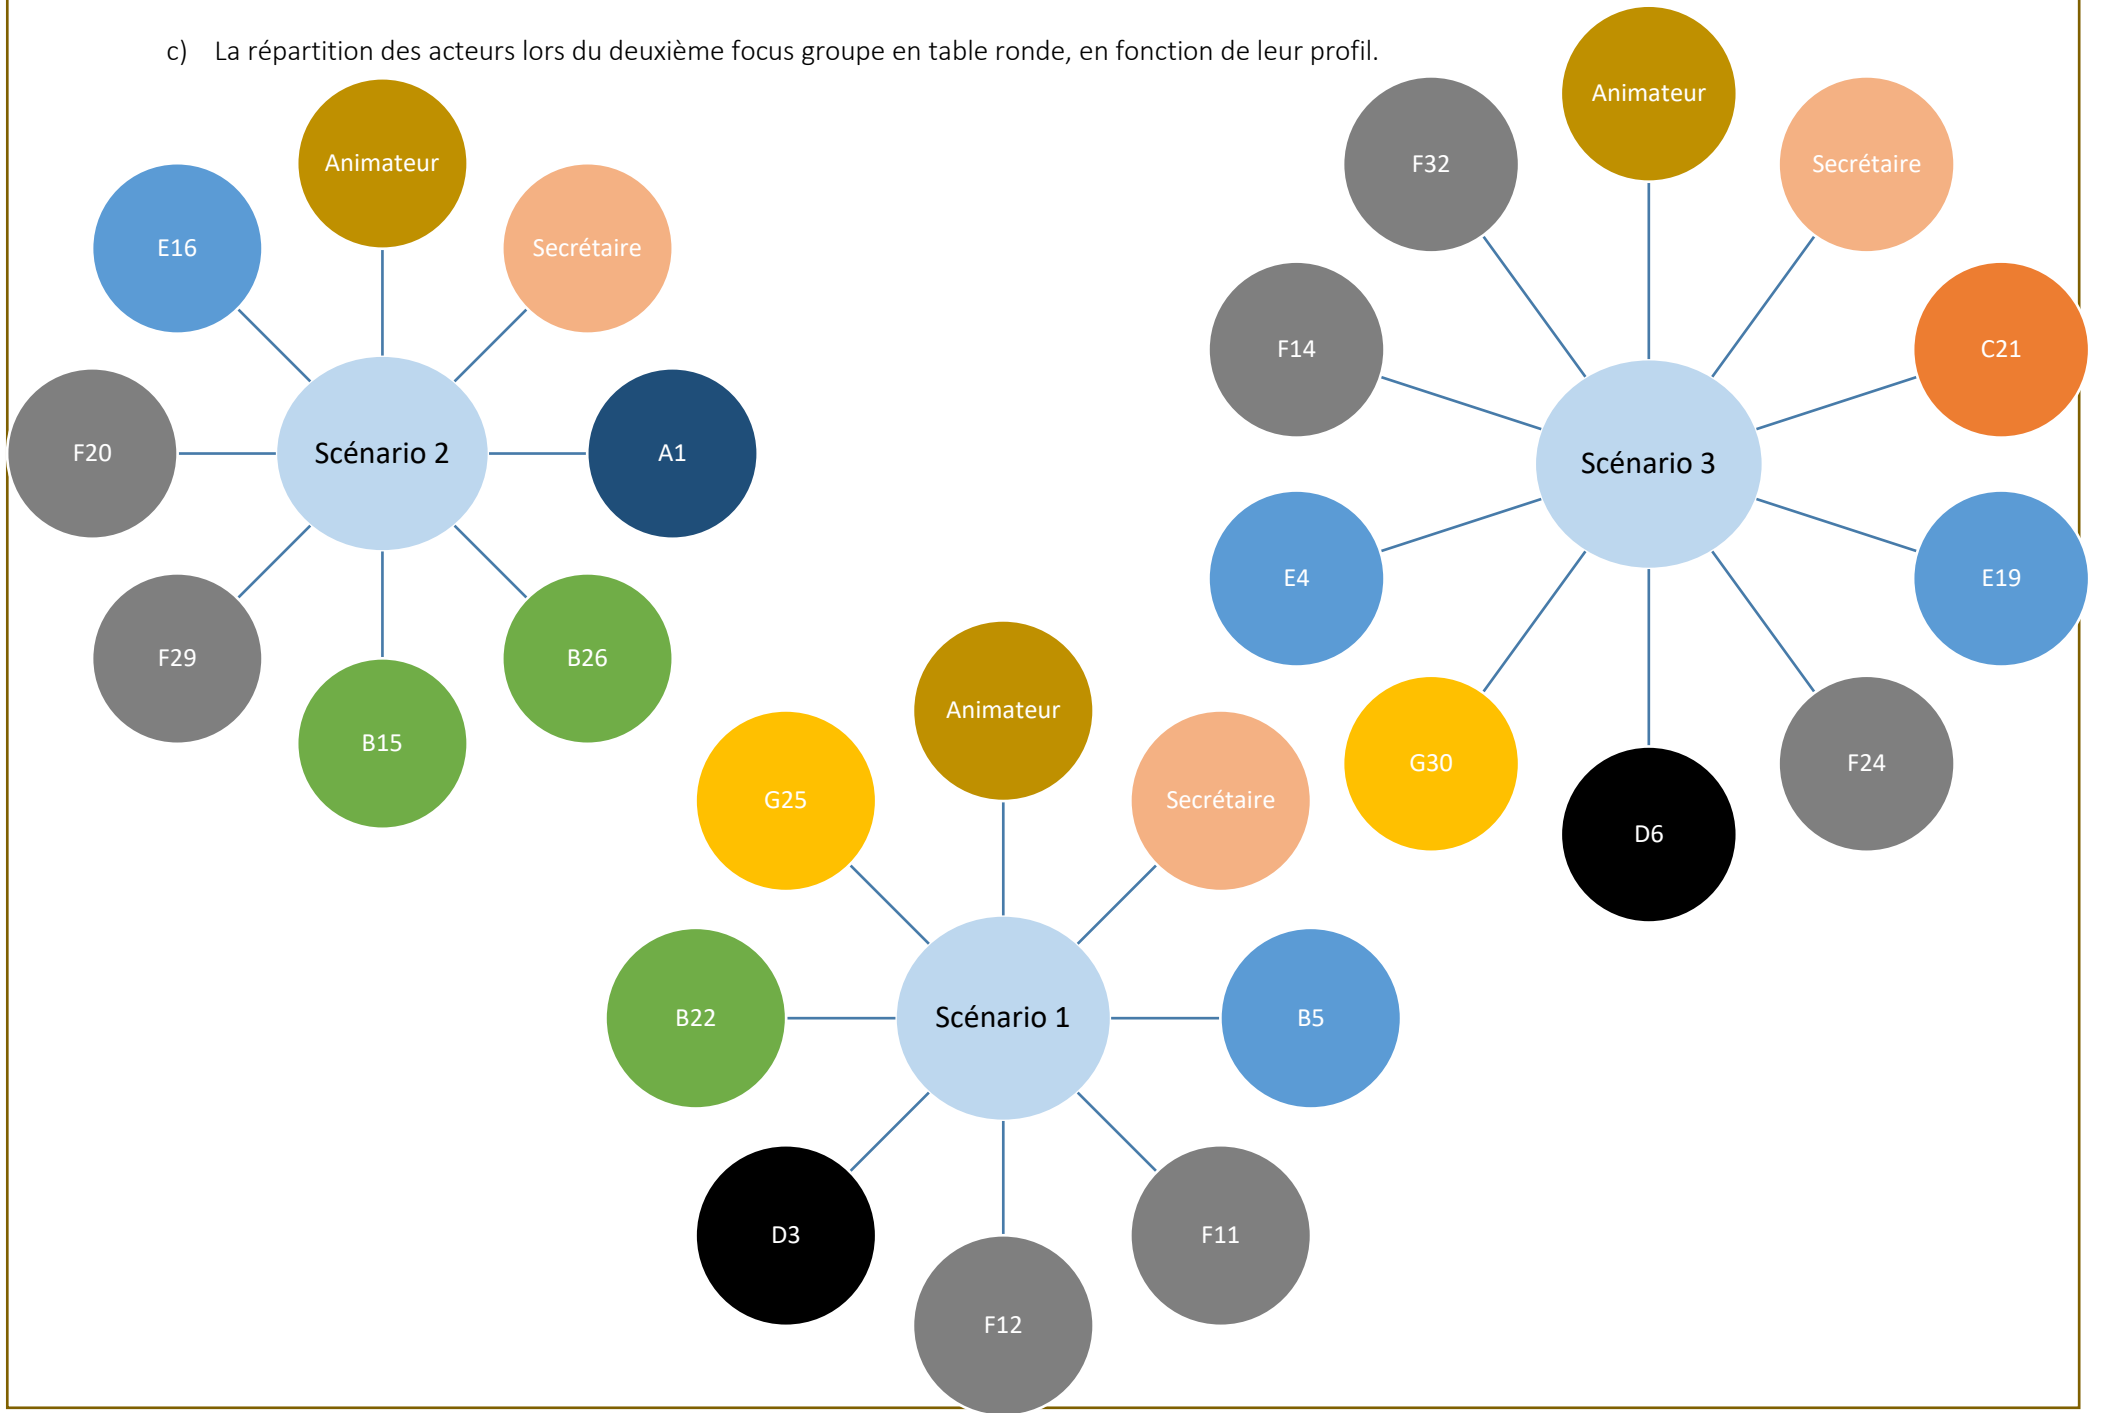 c) La répartition des acteurs lors du deuxième focus groupe en table ronde, en fonction de leur profil.
Animateur
Secrétaire
A1
B26
B15
F29
F20
E16
Scénario 2
Animateur
Secrétaire
C21
E19
F24
D6
G30
E4
F14
F32
Scénario 3
Animateur
Secrétaire
B5
F11
F12
D3
B22
G25
Scénario 1